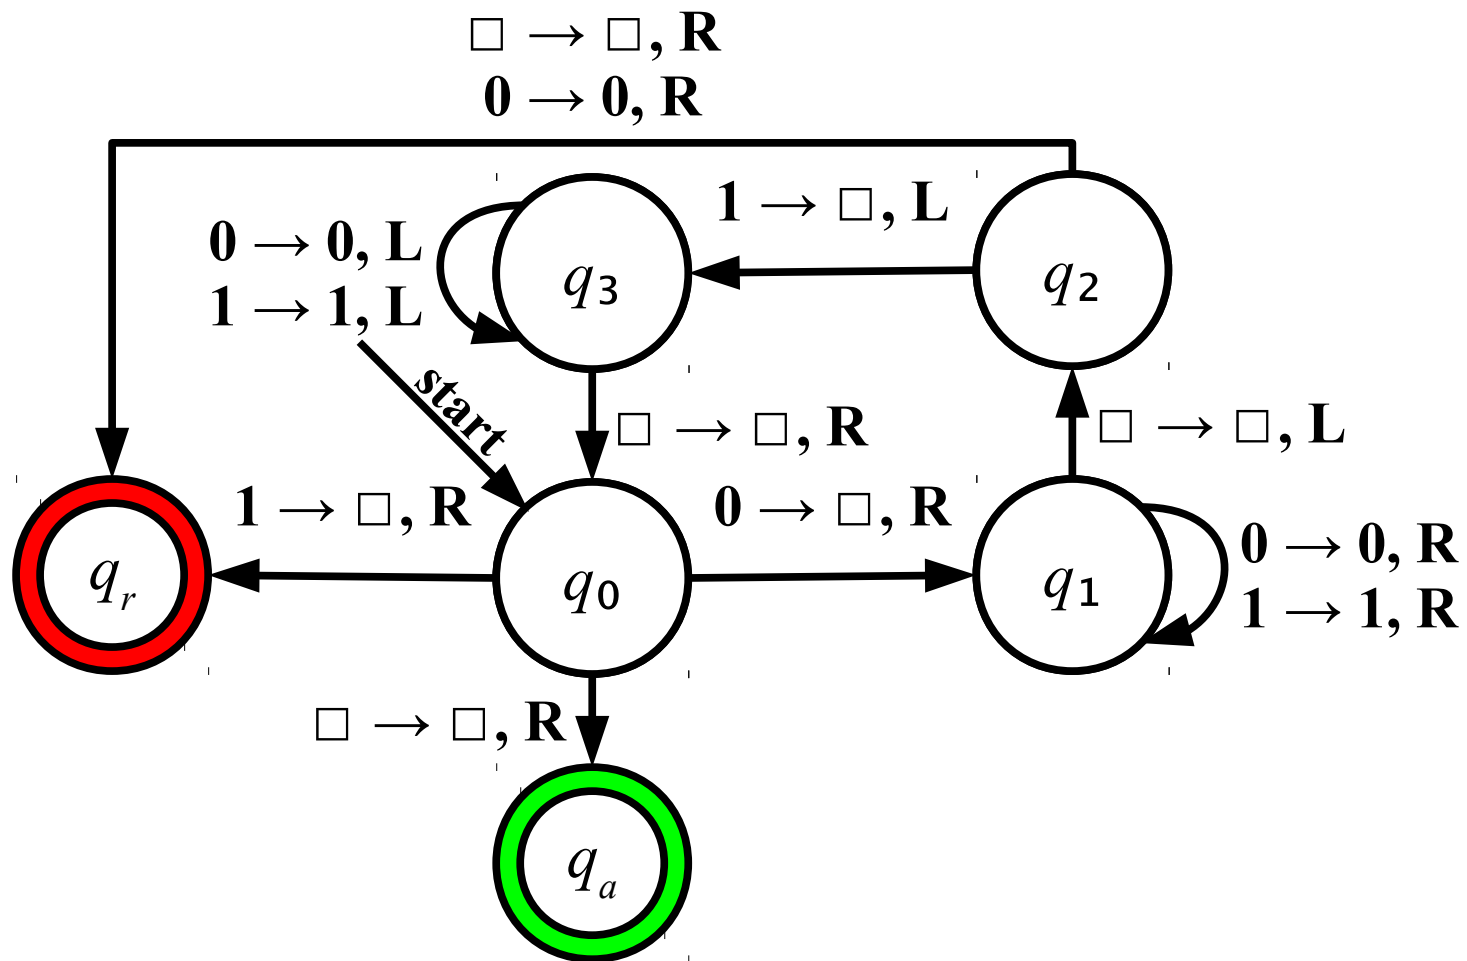 □ → □, R
0 → 0, R
1 → □, L
0 → 0, L
1 → 1, L
q3
q2
start
□ → □, R
□ → □, L
1 → □, R
0 → □, R
0 → 0, R
1 → 1, R
qr
q0
q1
□ → □, R
qa